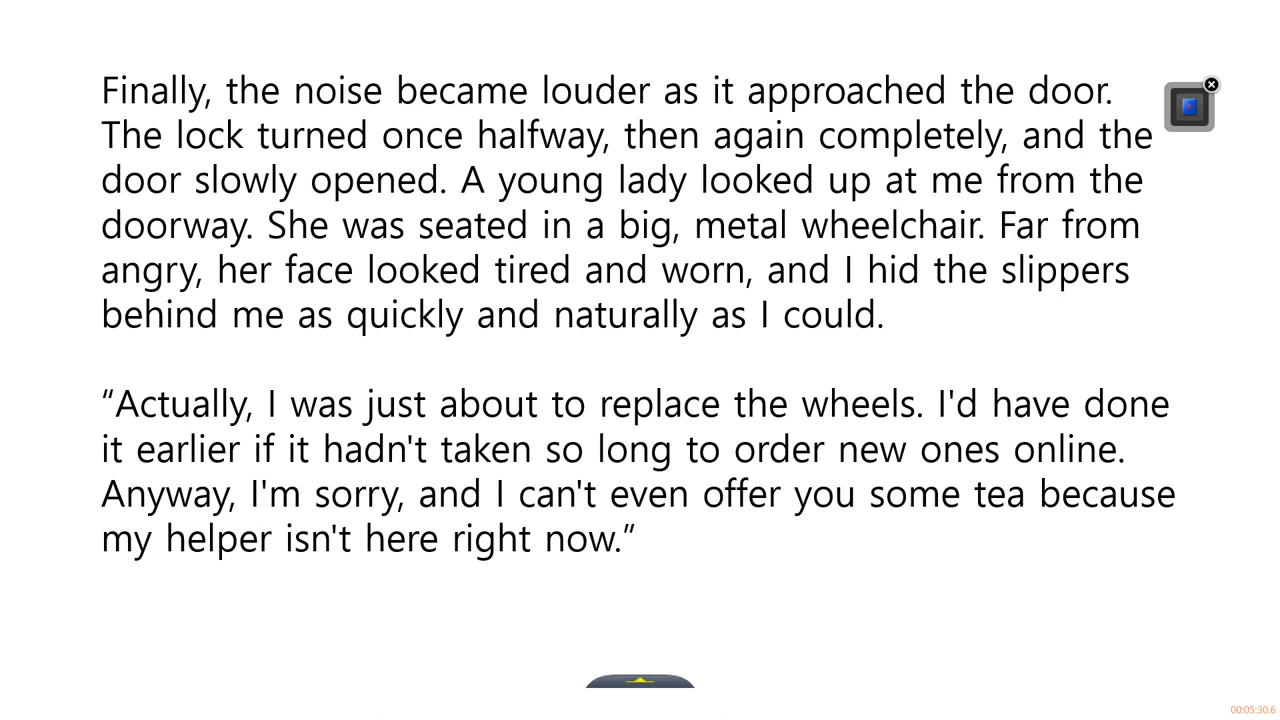 Finally, the noise became louder as it approached the door.
The lock turned once halfway, then again completely, and the
door slowly opened. A young lady looked up at me from the
doorway. She was seated in a big, metal wheelchair. Far from
angry, her face looked tired and worn, and I hid the slippers
behind me as quickly and naturally as I could.
“Actually, I was just about to replace the wheels. I'd have done
it earlier if it hadn't taken so long to order new ones online.
Anyway, I'm sorry, and I can't even offer you some tea because
my helper isn't here right now.”
00:05:30.6